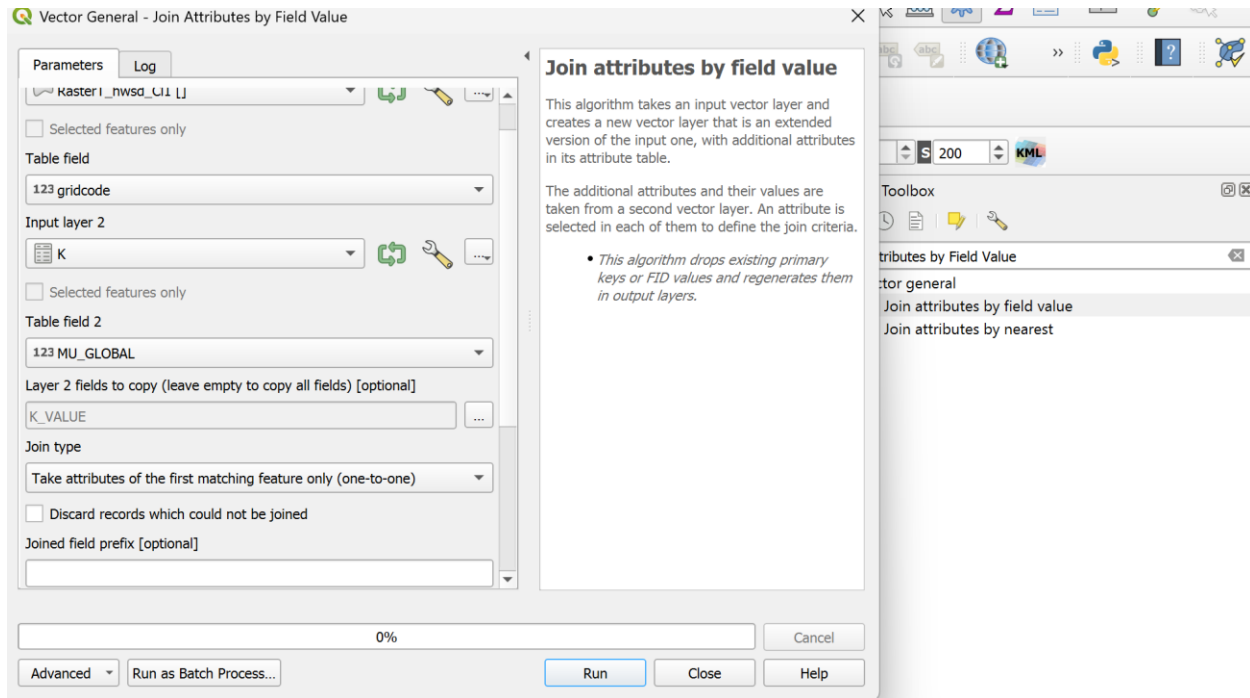 Vector General - Join Attributes by Field Value
Parameters
Log
Selected features only
Table field
123 gridcode
Input layer 2
K
...
Selected features only
Table field 2
123 MU_GLOBAL
Layer 2 fields to copy (leave empty to copy all fields) [optional]
K_VALUE
...
Join type
Take attributes of the first matching feature only (one-to-one)
Discard records which could not be joined
Joined field prefix [optional]
0%
Cancel
Advanced
Run as Batch Process...
Run
Close
Help
Join attributes by field value
This algorithm takes an input vector layer and
creates a new vector layer that is an extended
version of the input one, with additional attributes
in its attribute table.
The additional attributes and their values are
taken from a second vector layer. An attribute is
selected in each of them to define the join criteria.
• This algorithm drops existing primary
keys or FID values and regenerates them
in output layers.
abc
abc
»
?
S 200
KML
Toolbox
tributes by Field Value
ctor general
Join attributes by field value
Join attributes by nearest